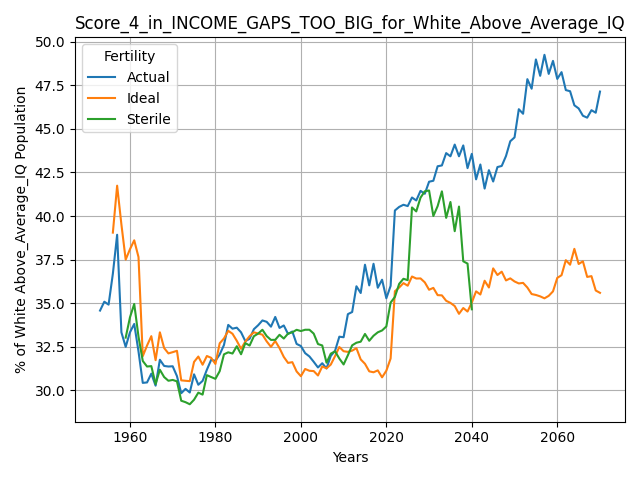 Score_4_in_INCOME_GAPS_TOO_BIG_for_White_Above_Average_IQ
% of White Above_Average_IQ Population
50.0
47.5
45.0
42.5
40.0
37.5
35.0
32.5
30.0
Fertility
Actual
Ideal
Sterile
1960
1980
2000
2020
2040
2060
Years